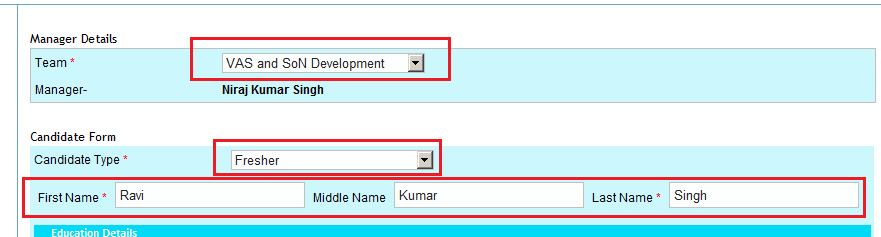 Manager Details
Team * VAS and SoN Development
Manager- Niraj Kumar Singh
Candidate Form
Candidate Type * Fresher
First Name * Ravi Middle Name Kumar Last Name * Singh
Education Details